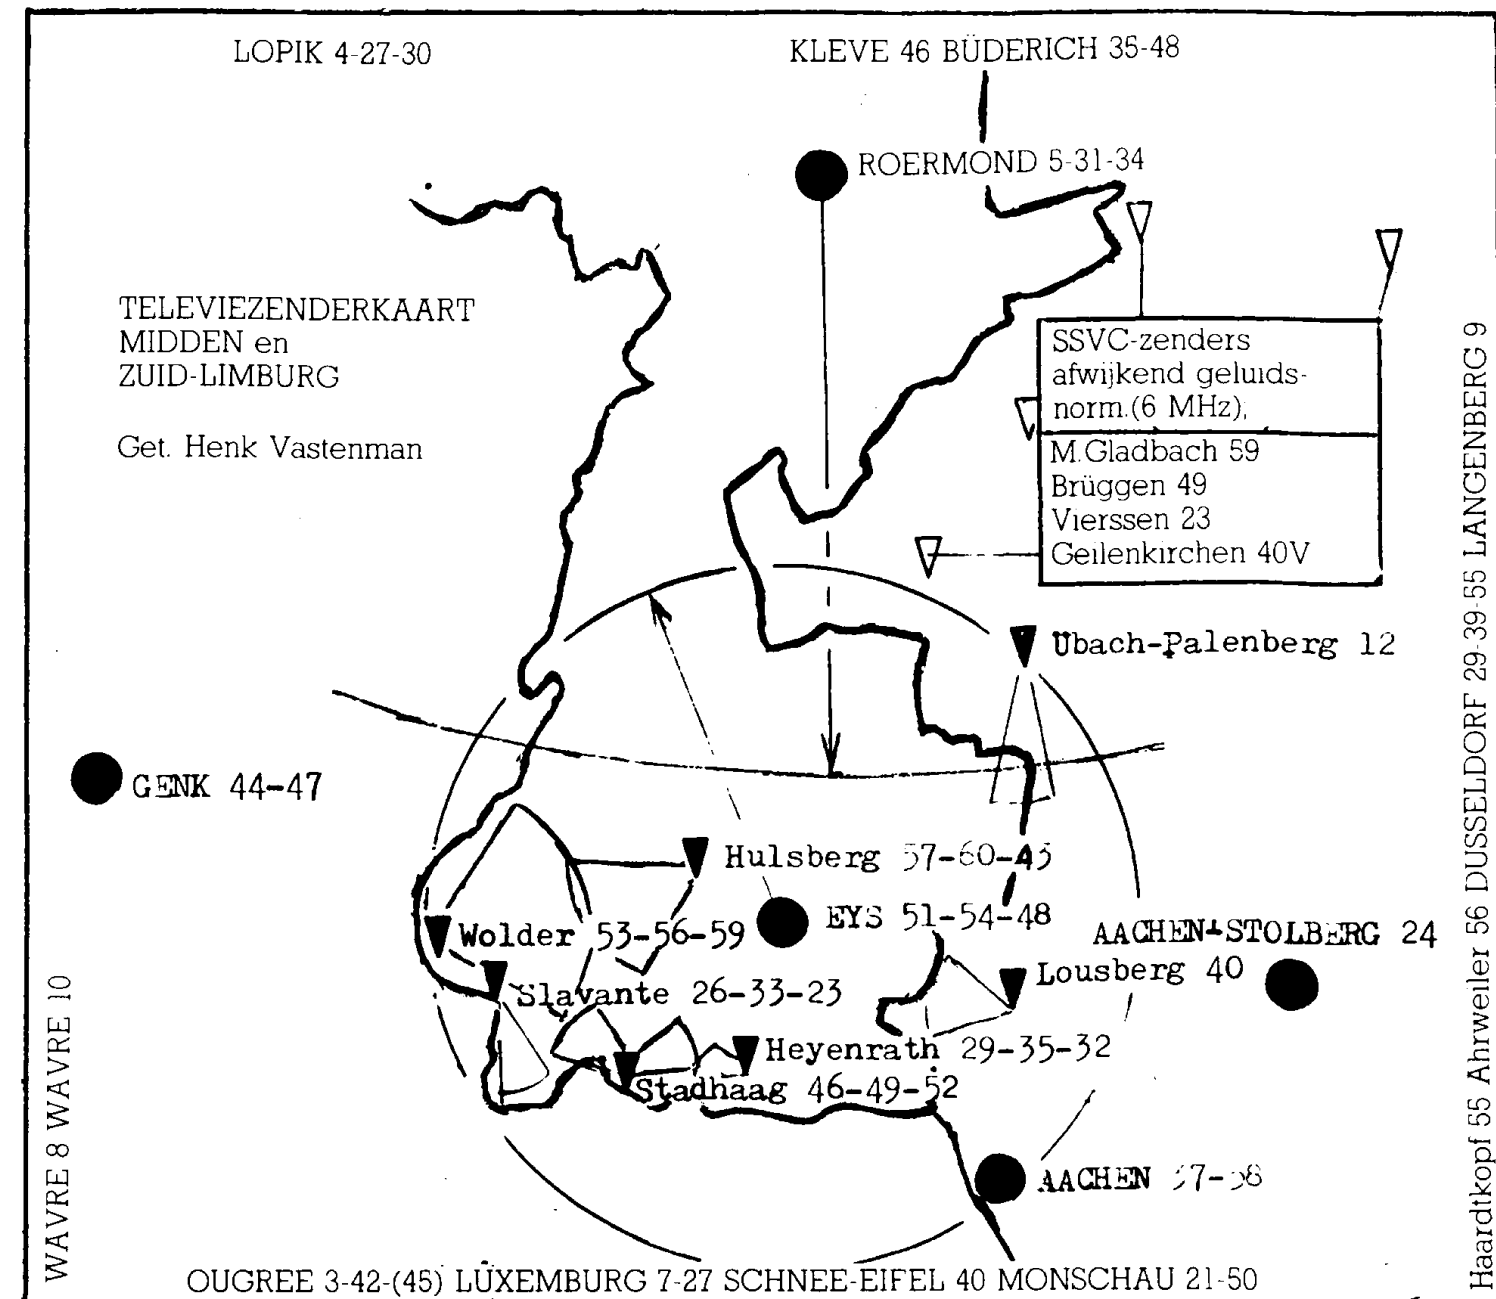 LOPIK 4-27-30
KLEVE 46 BÜDERICH 35-48
ROERMOND 5-31-34
TELEVIEZENDERKAART
MIDDEN en
ZUID-LIMBURG
Get. Henk Vastenman
SSVC-zenders
afwijkend geluids-
norm.(6 MHz),
M.Gladbach 59
Brüggen 49
Vierssen 23
Geilenkirchen 40V
Ubach-Palenberg 12
GENK 44-47
Hulsberg 57-60-45
EYS 51-54-48
Wolder 53-56-59
AACHEN-STOLBERG 24
Lousberg 40
Slavante 26-33-23
Heyenrath 29-35-32
Stadhaag 46-49-52
AACHEN
WAVRE 8 WAVRE 10
OUGREE 3-42-(45) LÜXEMBURG 7-27 SCHNEE-EIFEL 40 MONSCHAU 21-50
Haardtkopf 55 Ahrweiler 56 DUSSELDORF 29-39-55 LANGENBERG 9